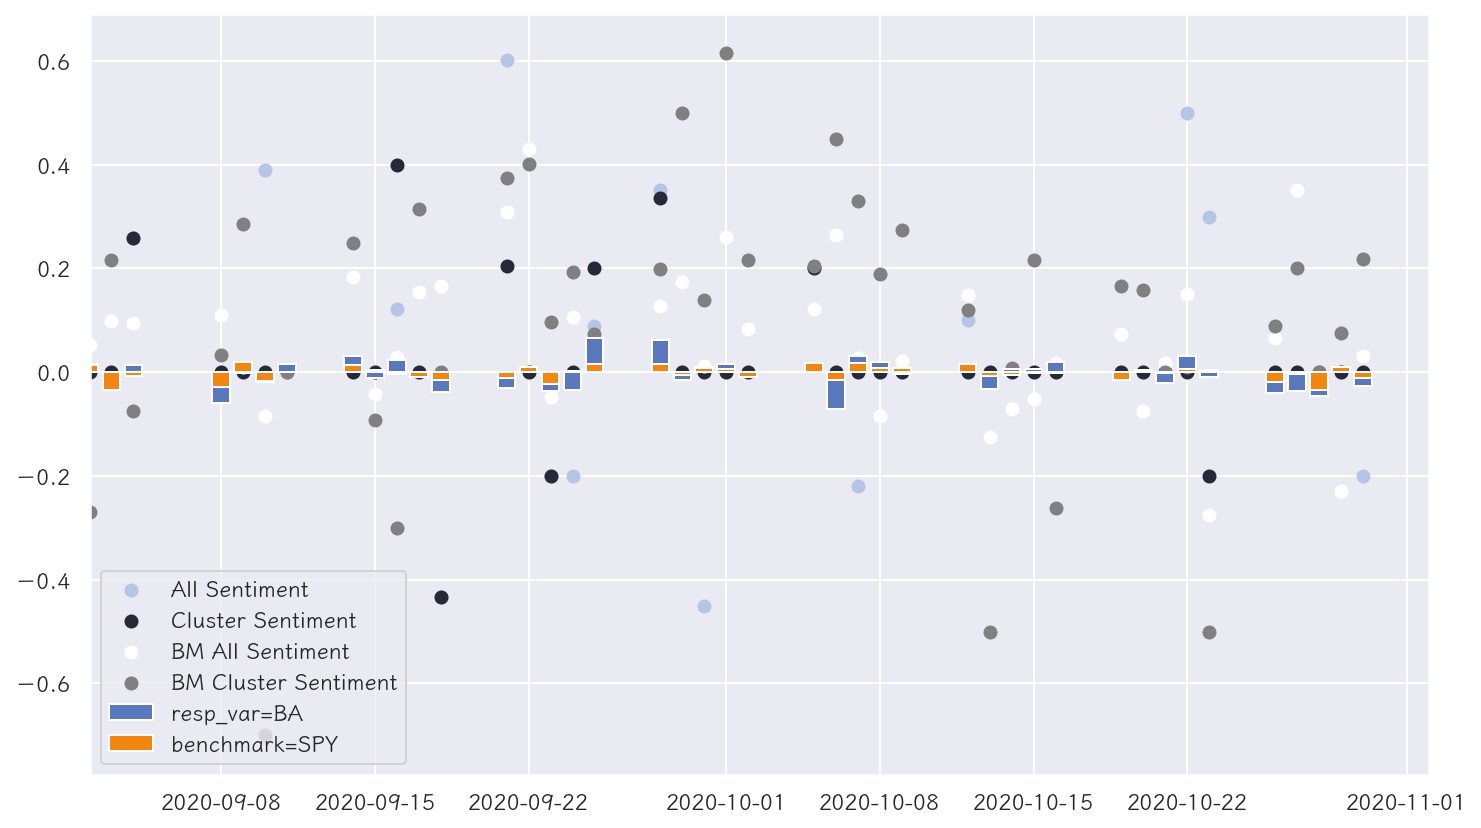 0.6
0.4
0.2
0.0
−0.2
−0.4
−0.6
All Sentiment
Cluster Sentiment
BM All Sentiment
BM Cluster Sentiment
resp_var=BA
benchmark=SPY
2020-09-08 2020-09-15 2020-09-22 2020-10-01 2020-10-08 2020-10-15 2020-10-22 2020-11-01